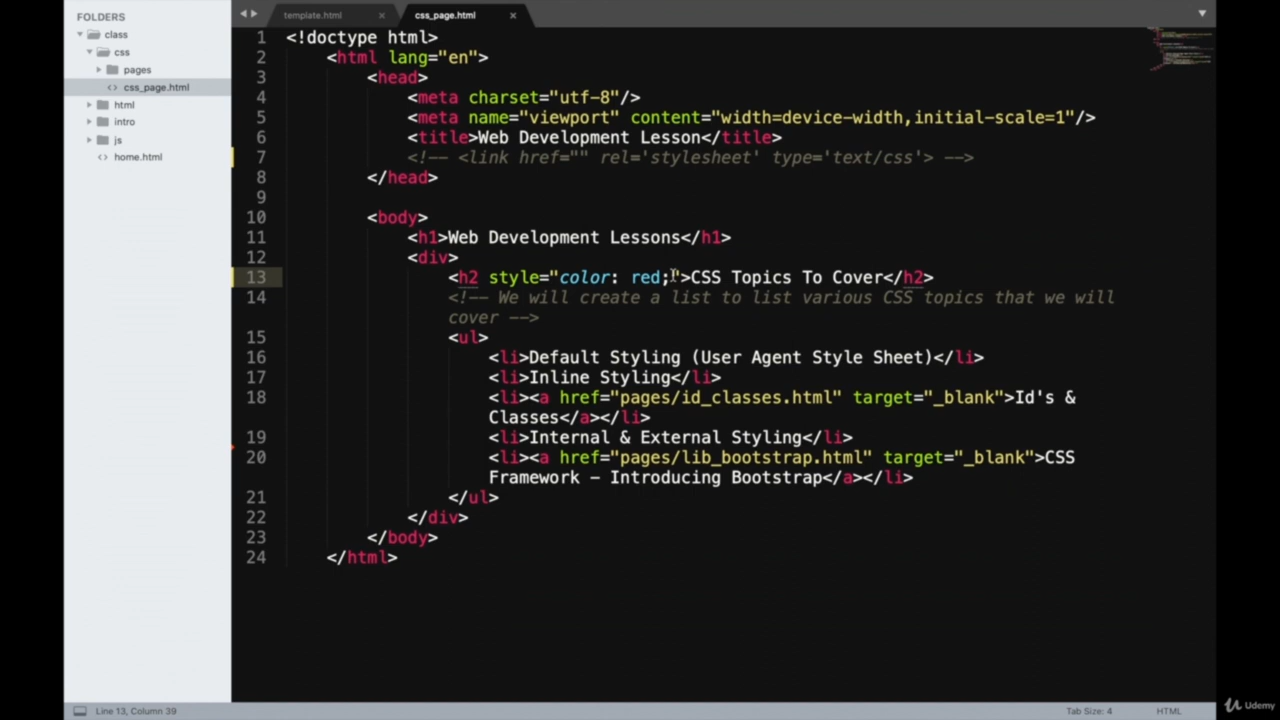 FOLDERS
class
css
pages
css_page.html
html
intro
js
home.html
template.html
css_page.html
1 <!doctype html>
2 <html lang="en">
3 <head>
4 <meta charset="utf-8"/>
5 <meta name="viewport" content="width=device-width,initial-scale=1"/>
6 <title>Web Development Lesson</title>
7 <!-- <link href="" rel='stylesheet' type='text/css'> -->
8 </head>
9
10 <body>
11 <h1>Web Development Lessons</h1>
12 <div>
13 <h2 style="color: red;">CSS Topics To Cover</h2>
14 <!-- We will create a list to list various CSS topics that we will
cover -->
15 <ul>
16 <li>Default Styling (User Agent Style Sheet)</li>
17 <li>Inline Styling</li>
18 <li><a href="pages/id_classes.html" target="_blank">Id's &
Classes</a></li>
19 <li>Internal & External Styling</li>
20 <li><a href="pages/lib_bootstrap.html" target="_blank">CSS
Framework - Introducing Bootstrap</a></li>
21 </ul>
22 </div>
23 </body>
24 </html>
Line 13, Column 39
Tab Size: 4
HTML
Udemy